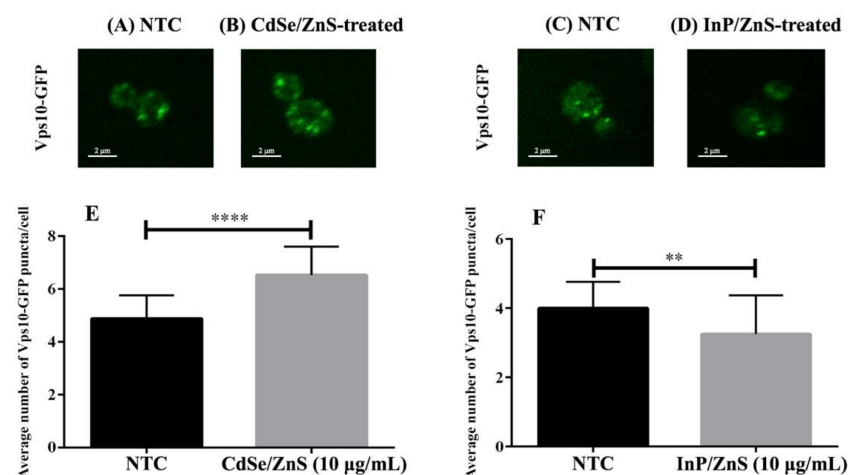 (A) NTC (B) CdSe/ZnS-treated
(C) NTC (D) InP/ZnS-treated
Vps10-GFP
2 µm
2 µm
Vps10-GFP
2 µm
2 µm
E
****
Average number of Vps10-GFP puncta/cell
8
6
4
2
0
NTC CdSe/ZnS (10 µg/mL)
F
**
Average number of Vps10-GFP puncta/cell
6
4
2
0
NTC InP/ZnS (10 µg/mL)